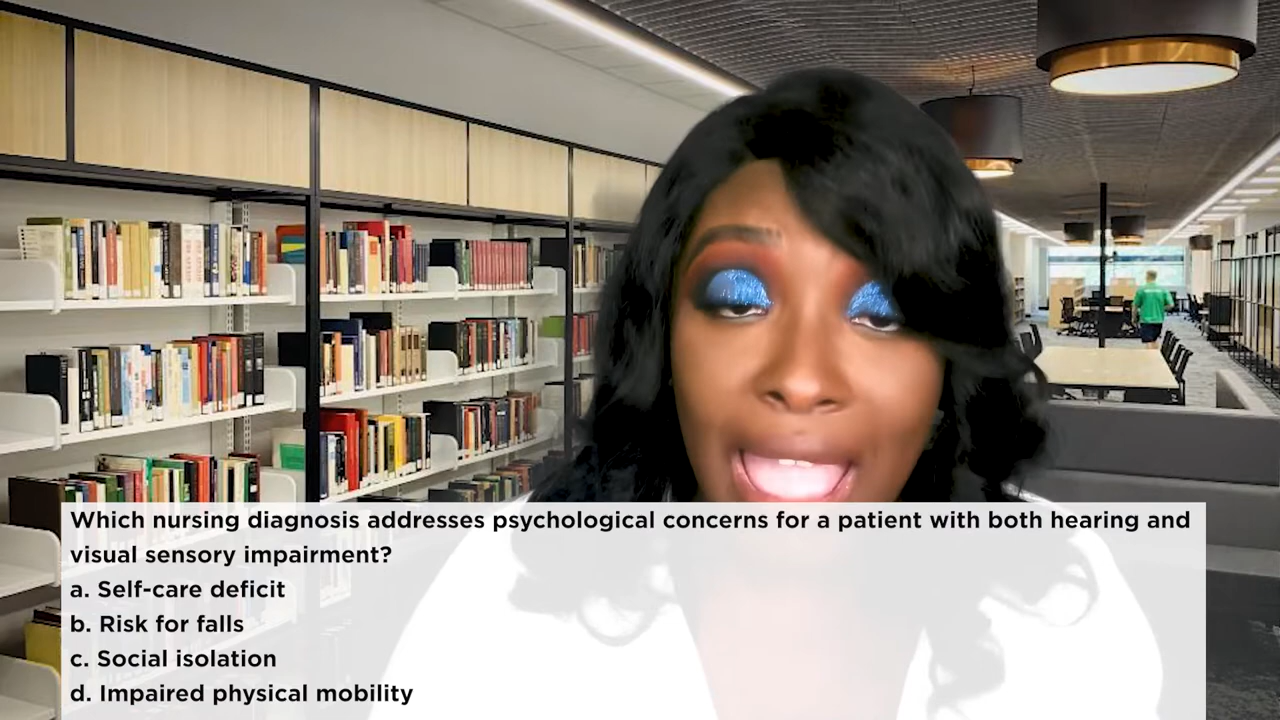 Which nursing diagnosis addresses psychological concerns for a patient with both hearing and
visual sensory impairment?
a. Self-care deficit
b. Risk for falls
c. Social isolation
d. Impaired physical mobility